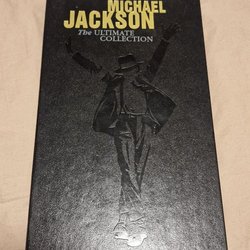 MICHAEL
JACKSON
The ULTIMATE
COLLECTION